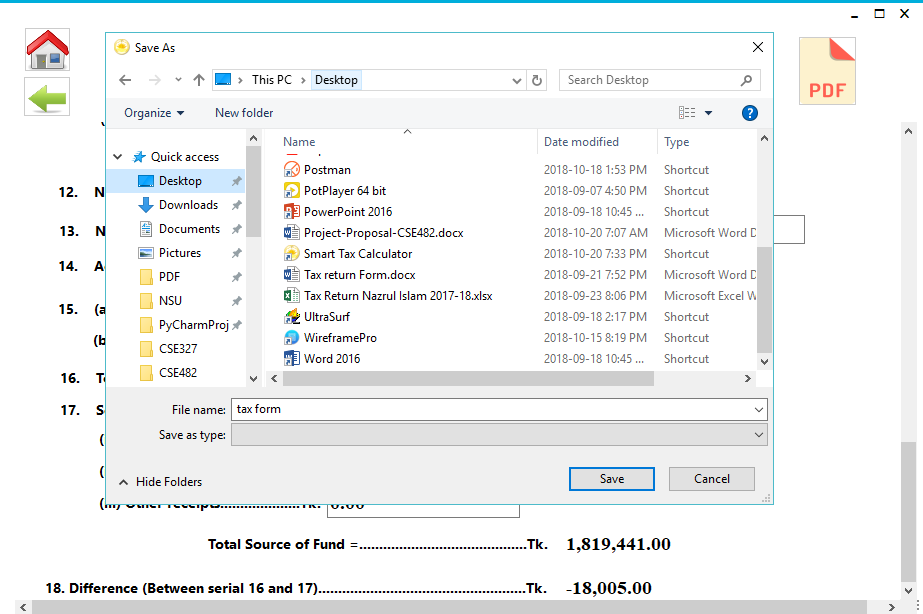 Save As
This PC > Desktop
Search Desktop
Organize
New folder
PDF
Name
Date modified
Type
Quick access
Desktop
Downloads
Documents
Pictures
PDF
NSU
PyCharmProj
CSE327
CSE482
Postman 2018-10-18 1:53 PM Shortcut
PotPlayer 64 bit 2018-09-07 4:50 PM Shortcut
PowerPoint 2016 2018-09-18 10:45 ... Shortcut
Project-Proposal-CSE482.docx 2018-10-20 7:07 AM Microsoft Word D
Smart Tax Calculator 2018-10-20 7:33 PM Shortcut
Tax return Form.docx 2018-09-21 7:52 PM Microsoft Word D
Tax Return Nazrul Islam 2017-18.xlsx 2018-09-23 8:06 PM Microsoft Excel W
UltraSurf 2018-09-18 2:17 PM Shortcut
WireframePro 2018-10-15 8:19 PM Shortcut
Word 2016 2018-09-18 10:45 ... Shortcut
File name: tax form
Save as type:
Hide Folders
Save
Cancel
12. N
13. N
14. A
15. (a
(b
16. T
17. S
(
(
(iii) Other receipts.....................Tk. 0.00
Total Source of Fund =..........................................Tk. 1,819,441.00
18. Difference (Between serial 16 and 17)....................................................Tk. -18,005.00